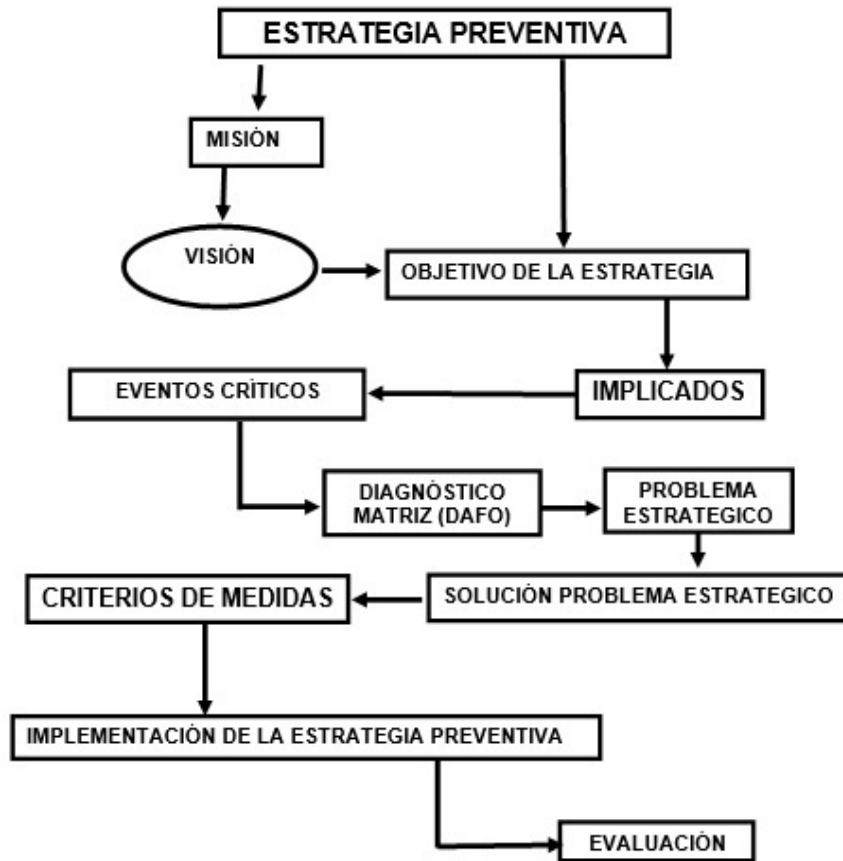 ESTRATEGIA PREVENTIVA
MISIÓN
VISIÓN
OBJETIVO DE LA ESTRATEGIA
IMPLICADOS
EVENTOS CRÌTICOS
DIAGNÓSTICO
MATRIZ (DAFO)
PROBLEMA
ESTRATEGICO
SOLUCIÓN PROBLEMA ESTRATEGICO
CRITERIOS DE MEDIDAS
IMPLEMENTACIÓN DE LA ESTRATEGIA PREVENTIVA
EVALUACIÓN